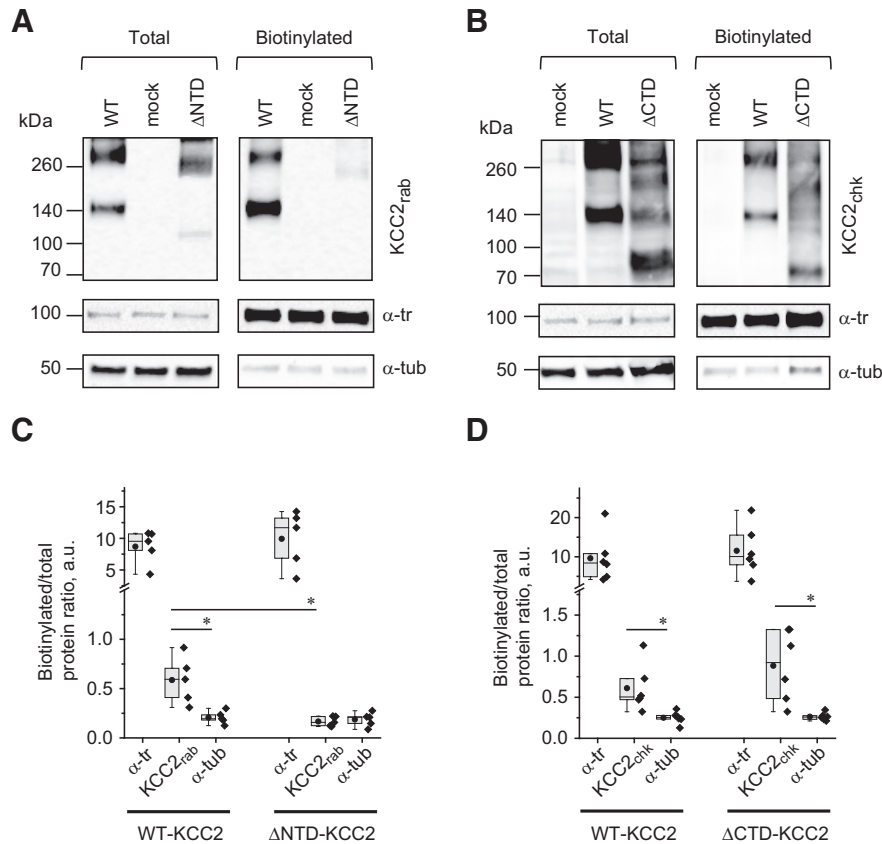 A
Total
Biotinylated
WT
mock
ΔNTD
WT
mock
ΔNTD
kDa
260
140
100
70
KCC2rab
100
α-tr
50
α-tub
B
Total
Biotinylated
mock
WT
ΔCTD
mock
WT
ΔCTD
kDa
260
140
100
70
KCC2chk
100
α-tr
50
α-tub
C
Biotinylated/total
protein ratio, a.u.
15
10
5
1.0
0.5
0.0
*
*
α-tr
KCC2rab
α-tub
α-tr
KCC2rab
α-tub
WT-KCC2
ΔNTD-KCC2
D
Biotinylated/total
protein ratio, a.u.
20
10
1.5
1.0
0.5
0.0
*
*
α-tr
KCC2chk
α-tub
α-tr
KCC2chk
α-tub
WT-KCC2
ΔCTD-KCC2